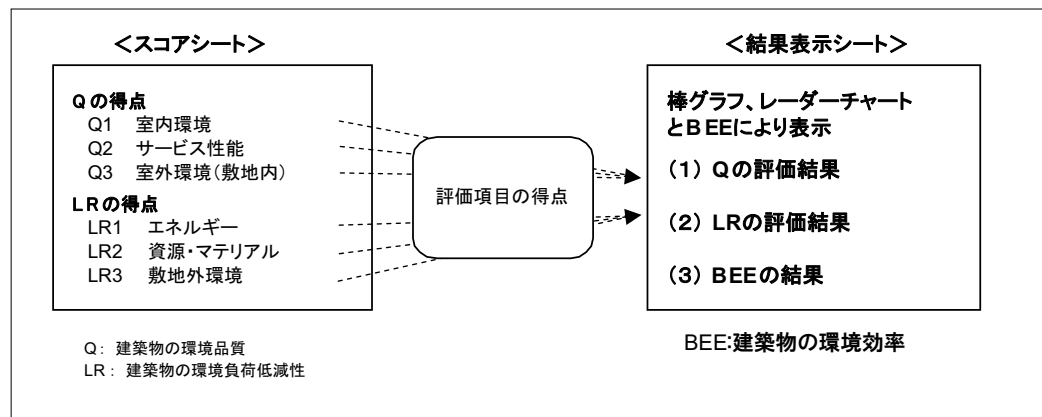 ＜スコアシート＞
Qの得点
Q1 室内環境
Q2 サービス性能
Q3 室外環境（敷地内）
LRの得点
LR1 エネルギー
LR2 資源・マテリアル
LR3 敷地外環境
Q： 建築物の環境品質
LR： 建築物の環境負荷低減性
評価項目の得点
＜結果表示シート＞
棒グラフ、レーダーチャート
とBEEにより表示
（1） Qの評価結果
（2） LRの評価結果
（3） BEEの結果
BEE:建築物の環境効率